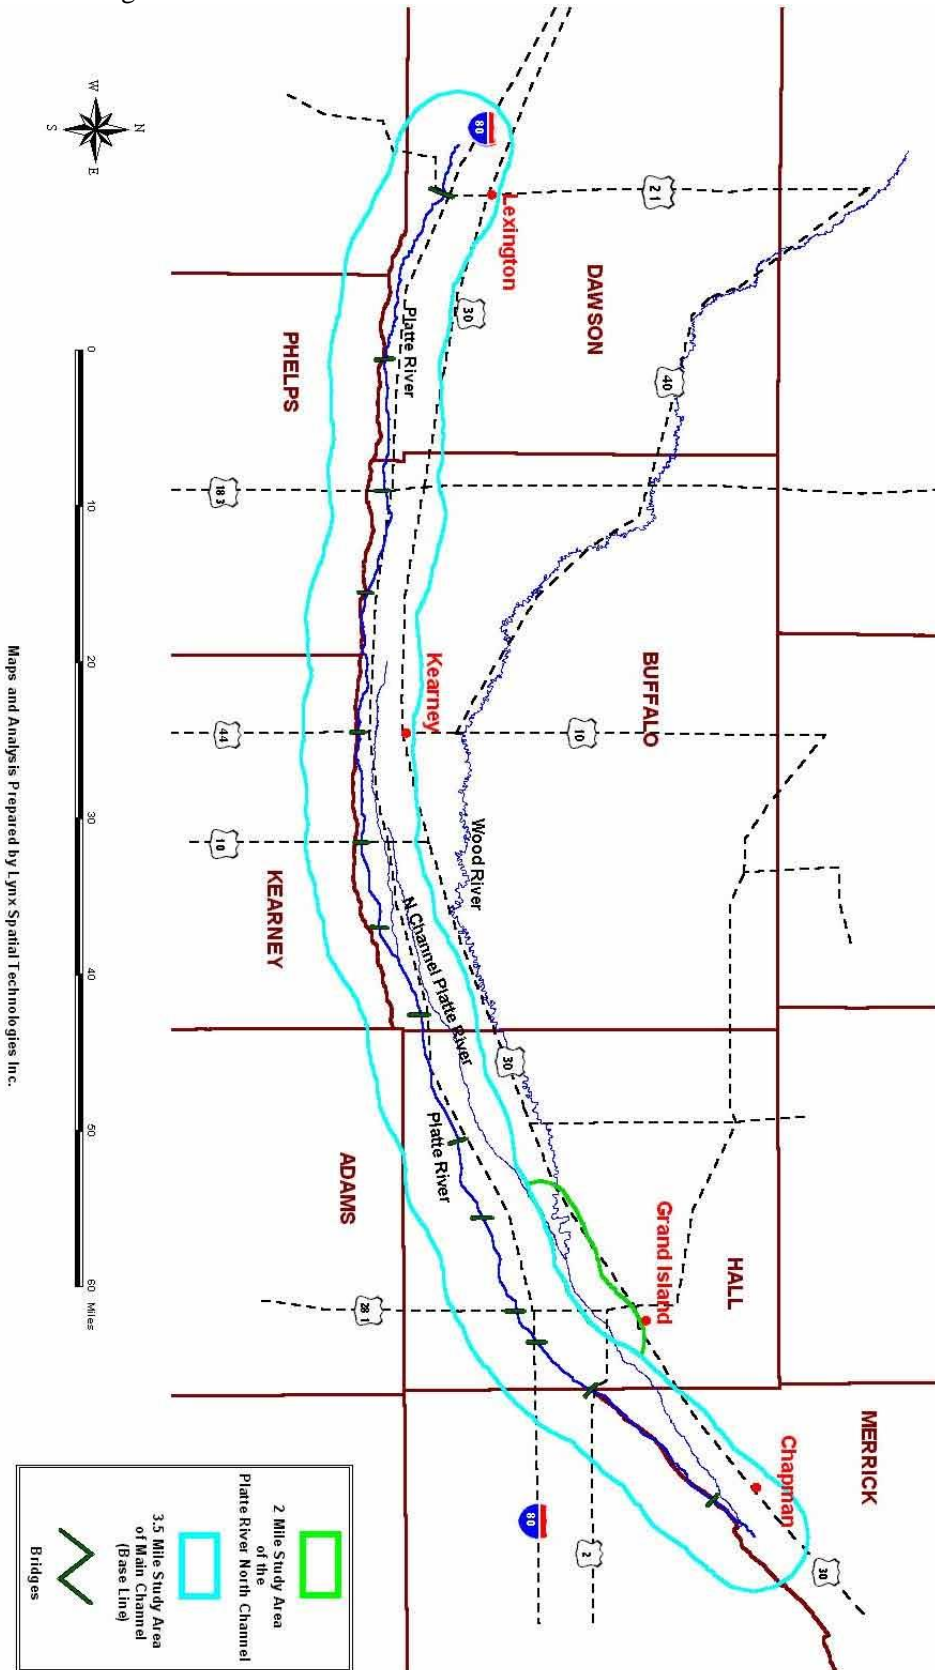 MERRICK
30
Chapman
HALL
40
21
BUFFALO
Grand Island
DAWSON
10
2
80
Lexington
30
80
30
Wood River
Kearney
N Channel Platte River
Platte River
Platte River
281
ADAMS
PHELPS
KEARNEY
183
44
10
2 Mile Study Area
of the
Platte River North Channel
3.5 Mile Study Area
of Main Channel
(Base Line)
Bridges
W
N
S
E
0
10
20
30
40
50
60 Miles
Maps and Analysis Prepared by Lynx Spatial Technologies Inc.